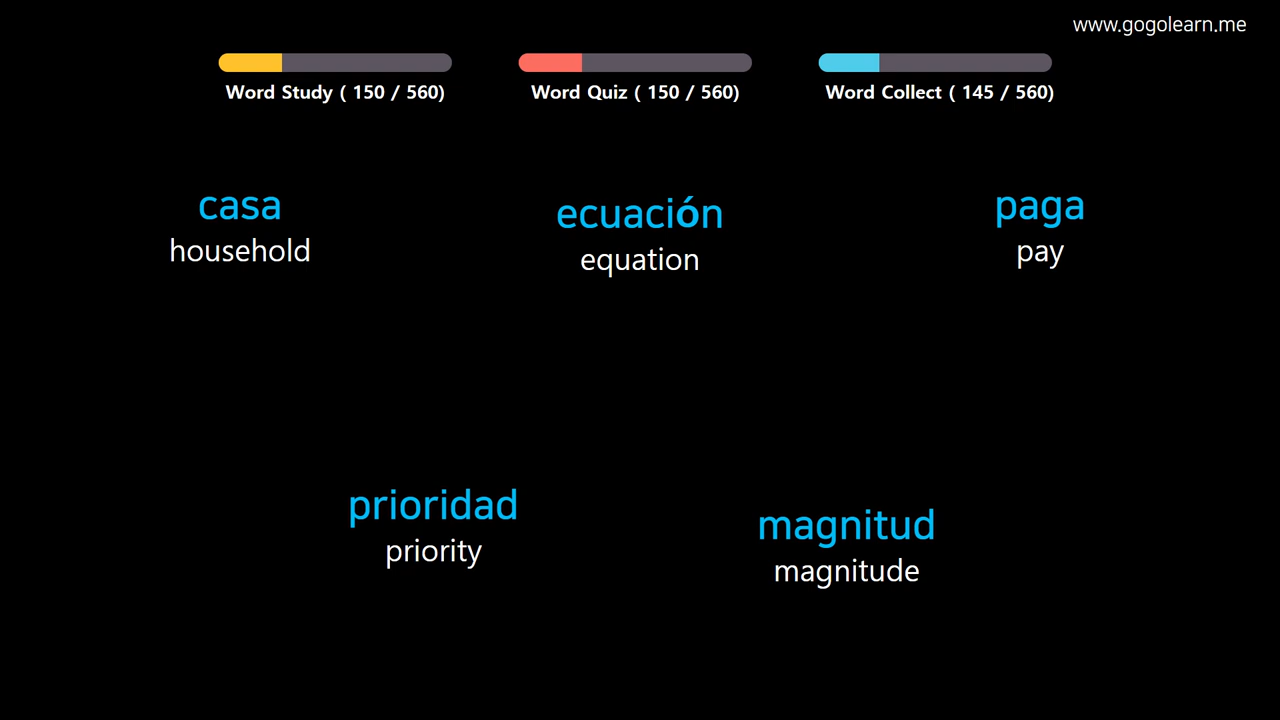 www.gogolearn.me
Word Study ( 150 / 560)
Word Quiz ( 150 / 560)
Word Collect ( 145 / 560)
casa
household
ecuación
equation
paga
pay
prioridad
priority
magnitud
magnitude